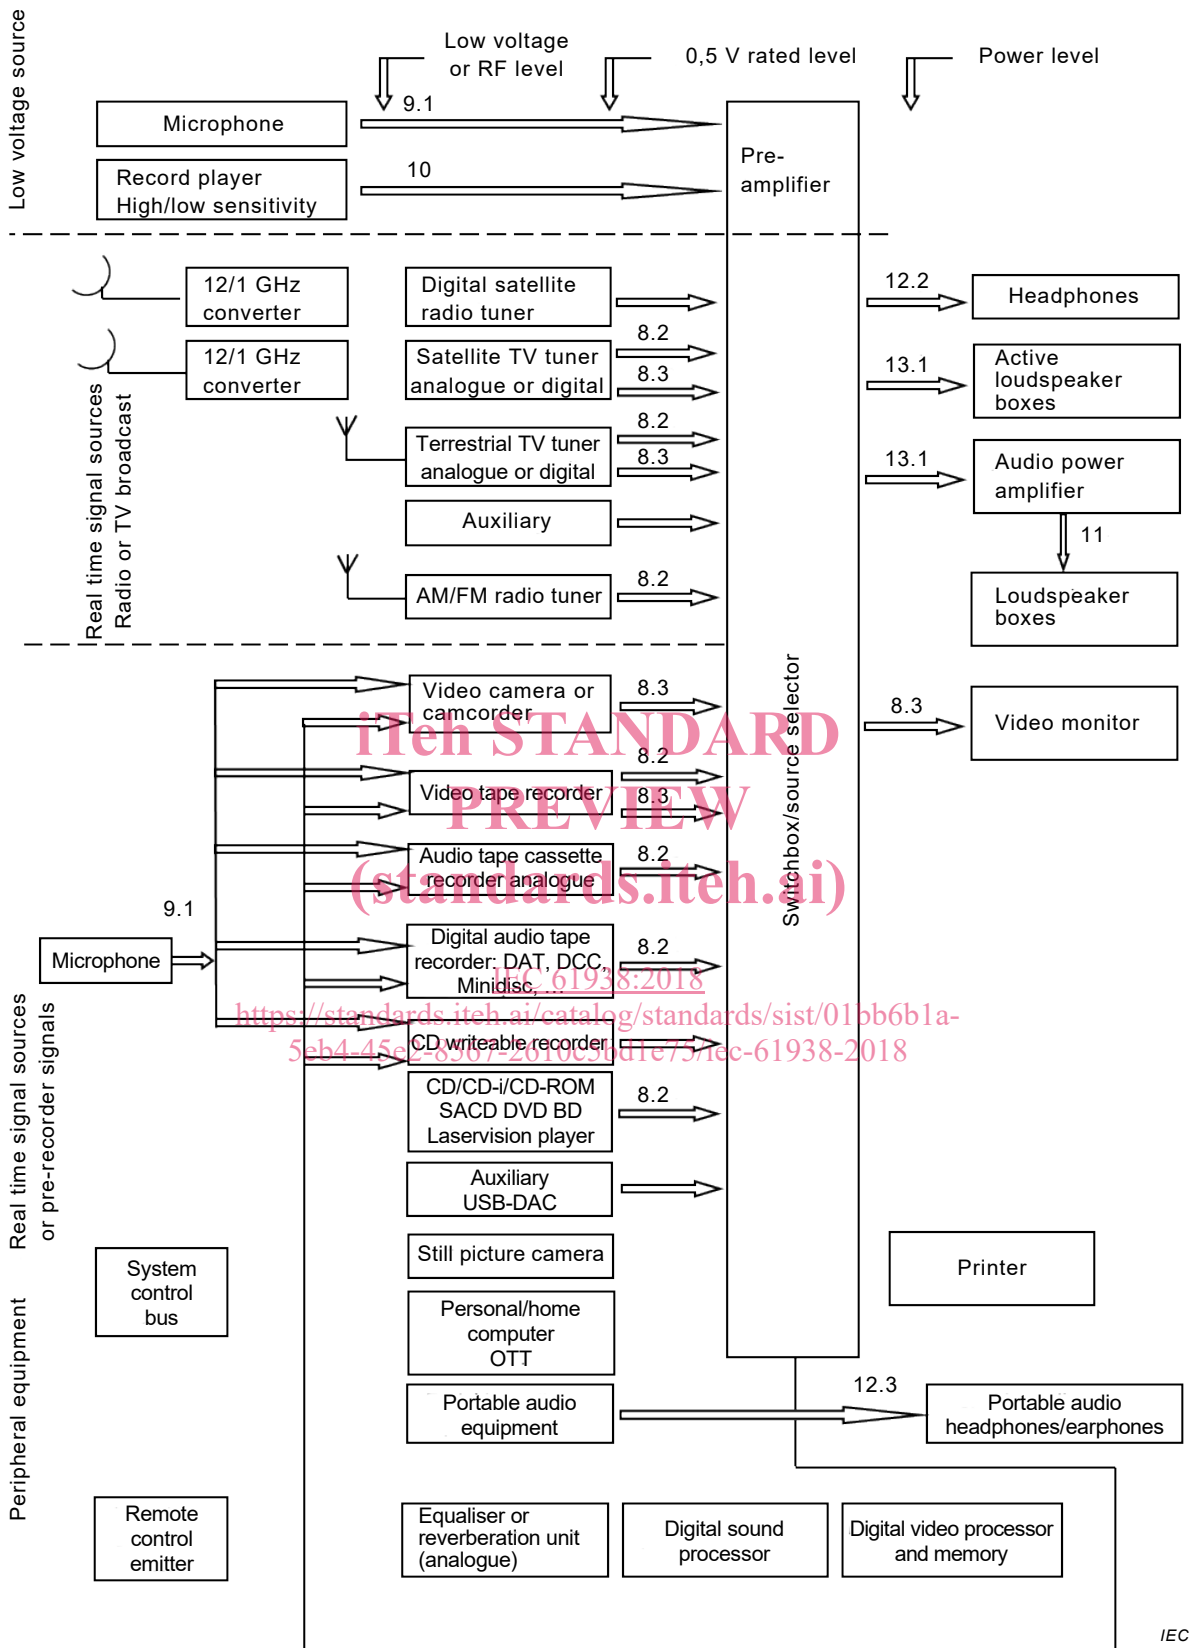 Low voltage source
Low voltage
or RF level
0,5 V rated level
Power level
9.1
Microphone
Pre-
amplifier
10
Record player
High/low sensitivity
Real time signal sources
Radio or TV broadcast
12/1 GHz
converter
Digital satellite
radio tuner
12.2
Headphones
12/1 GHz
converter
Satellite TV tuner
analogue or digital
8.2
8.3
13.1
Active
loudspeaker
boxes
Terrestrial TV tuner
analogue or digital
8.2
8.3
13.1
Audio power
amplifier
Auxiliary
11
AM/FM radio tuner
8.2
Loudspeaker
boxes
Switchbox/source selector
Video camera or
camcorder
8.3
8.3
Video monitor
iTeh STANDARD
PREVIEW
(standards.iteh.ai)
Video tape recorder
8.2
8.3
Audio tape cassette
recorder analogue
8.2
9.1
Microphone
Digital audio tape
recorder: DAT, DCC,
Minidisc, ...
8.2
IEC 61938:2018
https://standards.iteh.ai/catalog/standards/sist/01bb6b1a-
5eb4-45e2-8567-2610c5bd1e75/iec-61938-2018
CD writeable recorder
Real time signal sources
or pre-recorder signals
CD/CD-i/CD-ROM
SACD DVD BD
Laservision player
8.2
Auxiliary
USB-DAC
Still picture camera
Printer
System
control
bus
Peripheral equipment
Personal/home
computer
OTT
Portable audio
equipment
12.3
Portable audio
headphones/earphones
Remote
control
emitter
Equaliser or
reverberation unit
(analogue)
Digital sound
processor
Digital video processor
and memory
IEC